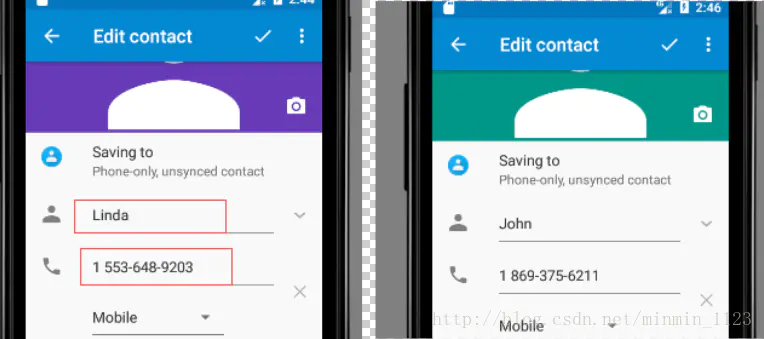 2:44
Edit contact
Saving to
Phone-only, unsynced contact
Linda
1 553-648-9203
Mobile
2:46
Edit contact
Saving to
Phone-only, unsynced contact
John
1 869-375-6211
Mobile
http://blog.csdn.net/minmin_1123